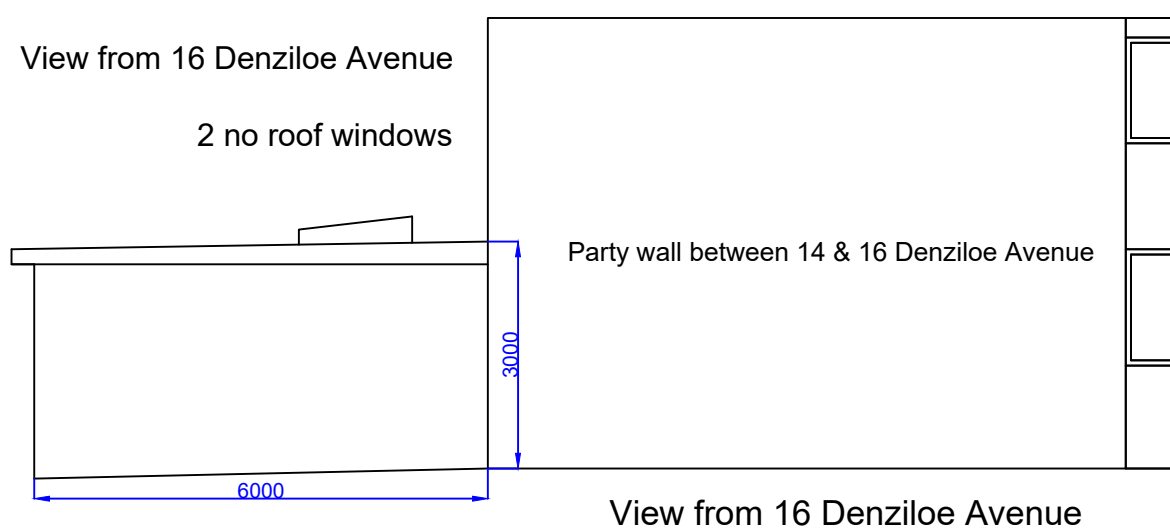 View from 16 Denziloe Avenue
2 no roof windows
Party wall between 14 & 16 Denziloe Avenue
3000
6000
View from 16 Denziloe Avenue